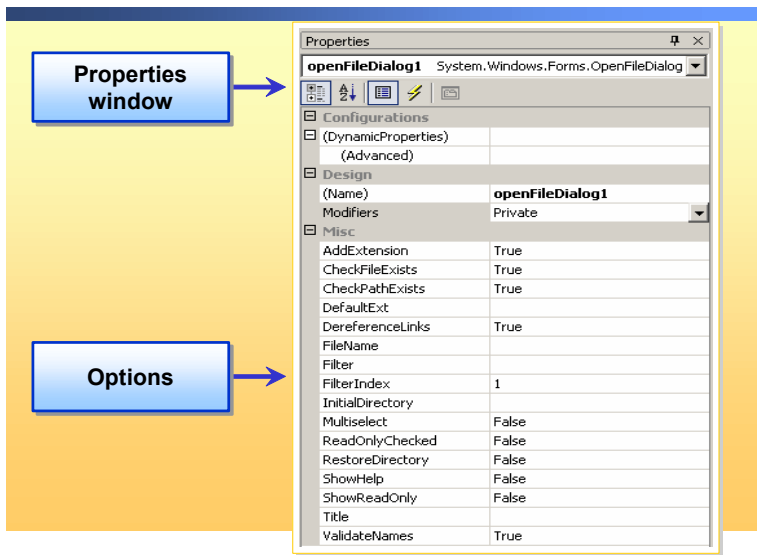 Properties
window
Options
Properties
openFileDialog1 System.Windows.Forms.OpenFileDialog
Configurations
(DynamicProperties)
(Advanced)
Design
(Name) openFileDialog1
Modifiers Private
Misc
AddExtension True
CheckFileExists True
CheckPathExists True
DefaultExt
DereferenceLinks True
FileName
Filter
FilterIndex 1
InitialDirectory
Multiselect False
ReadOnlyChecked False
RestoreDirectory False
ShowHelp False
ShowReadOnly False
Title
ValidateNames True